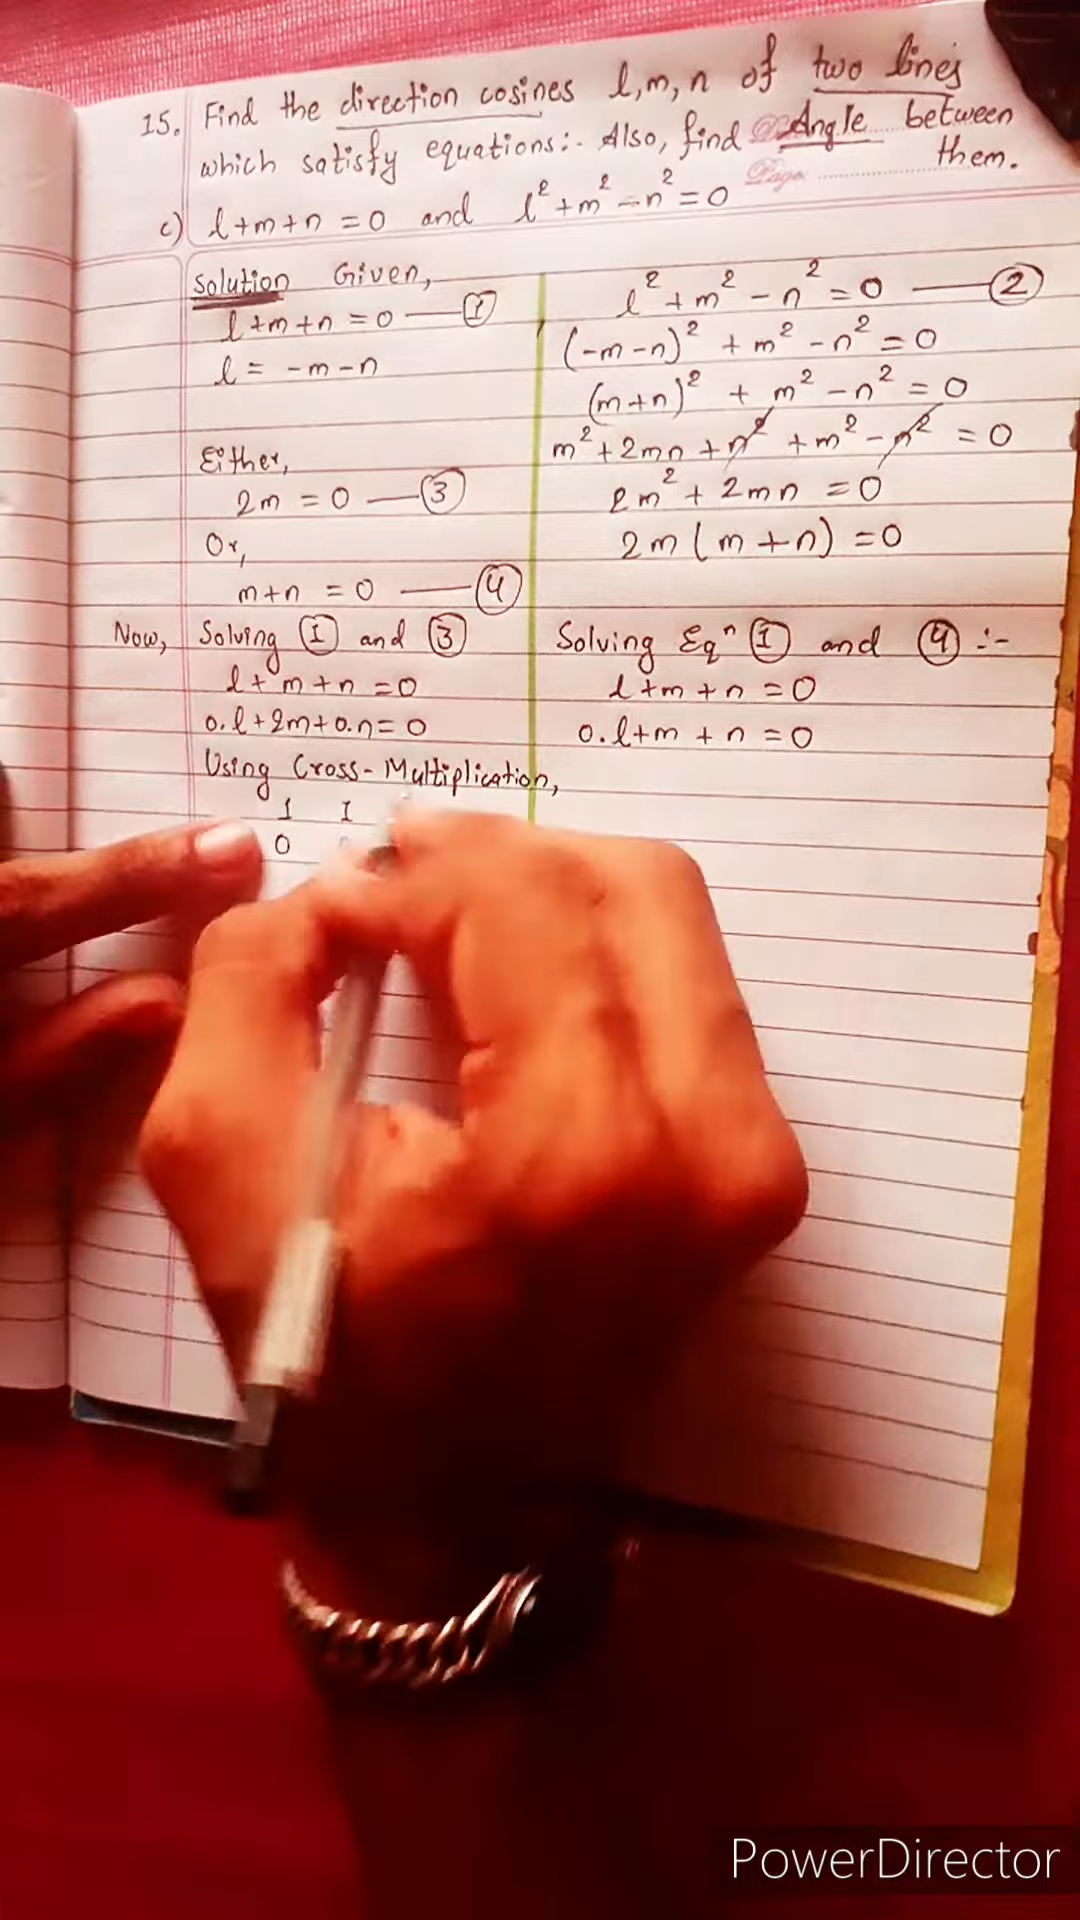 15. Find the direction cosines l, m, n of two lines
which satisfy equations:- Also, find Angle between them.
Page
c) l+m+n = 0 and l² + m² - n² = 0
Solution Given,
l+m+n = 0 — ①
l = -m-n
Either,
2m = 0 — ③
Or,
m+n = 0 — ④
l² + m² - n² = 0 — ②
(-m-n)² + m² - n² = 0
(m+n)² + m² - n² = 0
m² + 2mn + n² + m² - n² = 0
2m² + 2mn = 0
2m(m+n) = 0
Now, Solving ① and ③
l+m+n = 0
0.l+2m+0.n = 0
Using Cross-Multiplication,
1 1
0
Solving Eqⁿ ① and ④ :-
l+m+n = 0
0.l+m+n = 0
PowerDirector